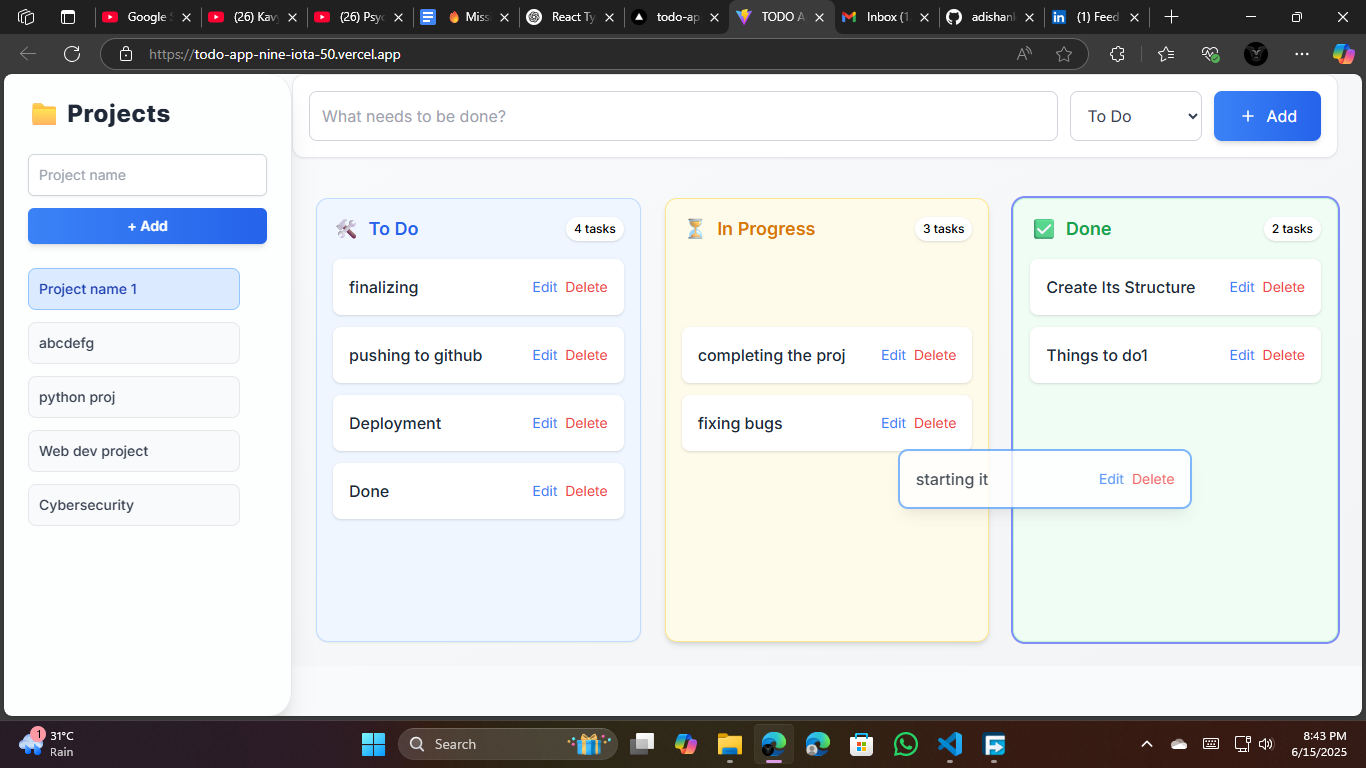 Google S
(26) Kav
(26) Psyc
Miss
React Ty
todo-ap
TODO A
Inbox (1
adishan
(1) Feed
https://todo-app-nine-iota-50.vercel.app
Projects
Project name
+ Add
Project name 1
abcdefg
python proj
Web dev project
Cybersecurity
What needs to be done?
To Do
+ Add
To Do
4 tasks
finalizing Edit Delete
pushing to github Edit Delete
Deployment Edit Delete
Done Edit Delete
In Progress
3 tasks
completing the proj Edit Delete
fixing bugs Edit Delete
starting it Edit Delete
Done
2 tasks
Create Its Structure Edit Delete
Things to do1 Edit Delete
1
31°C
Rain
Search
8:43 PM
6/15/2025